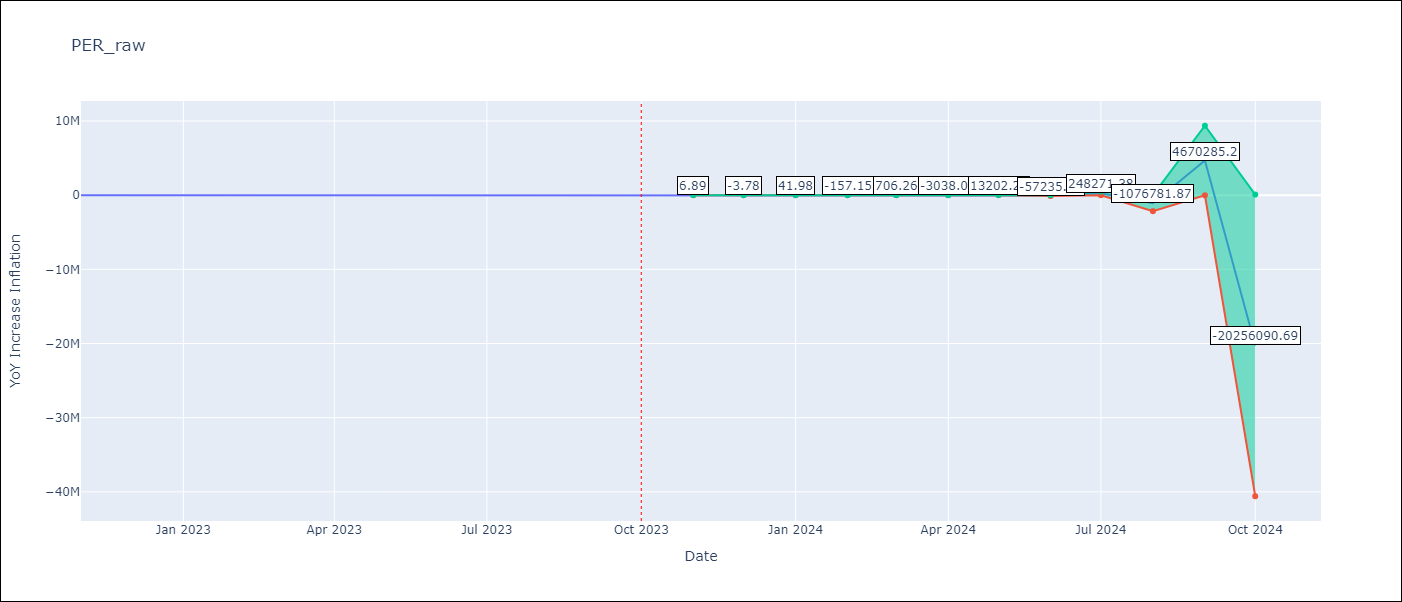 PER_raw
10M
0
−10M
−20M
−30M
−40M
YoY Increase Inflation
6.89
-3.78
41.98
-157.15
706.26
-3038.0
13202.2
-57235.
248271.38
-1076781.87
4670285.2
-20256090.69
Jan 2023
Apr 2023
Jul 2023
Oct 2023
Jan 2024
Apr 2024
Jul 2024
Oct 2024
Date